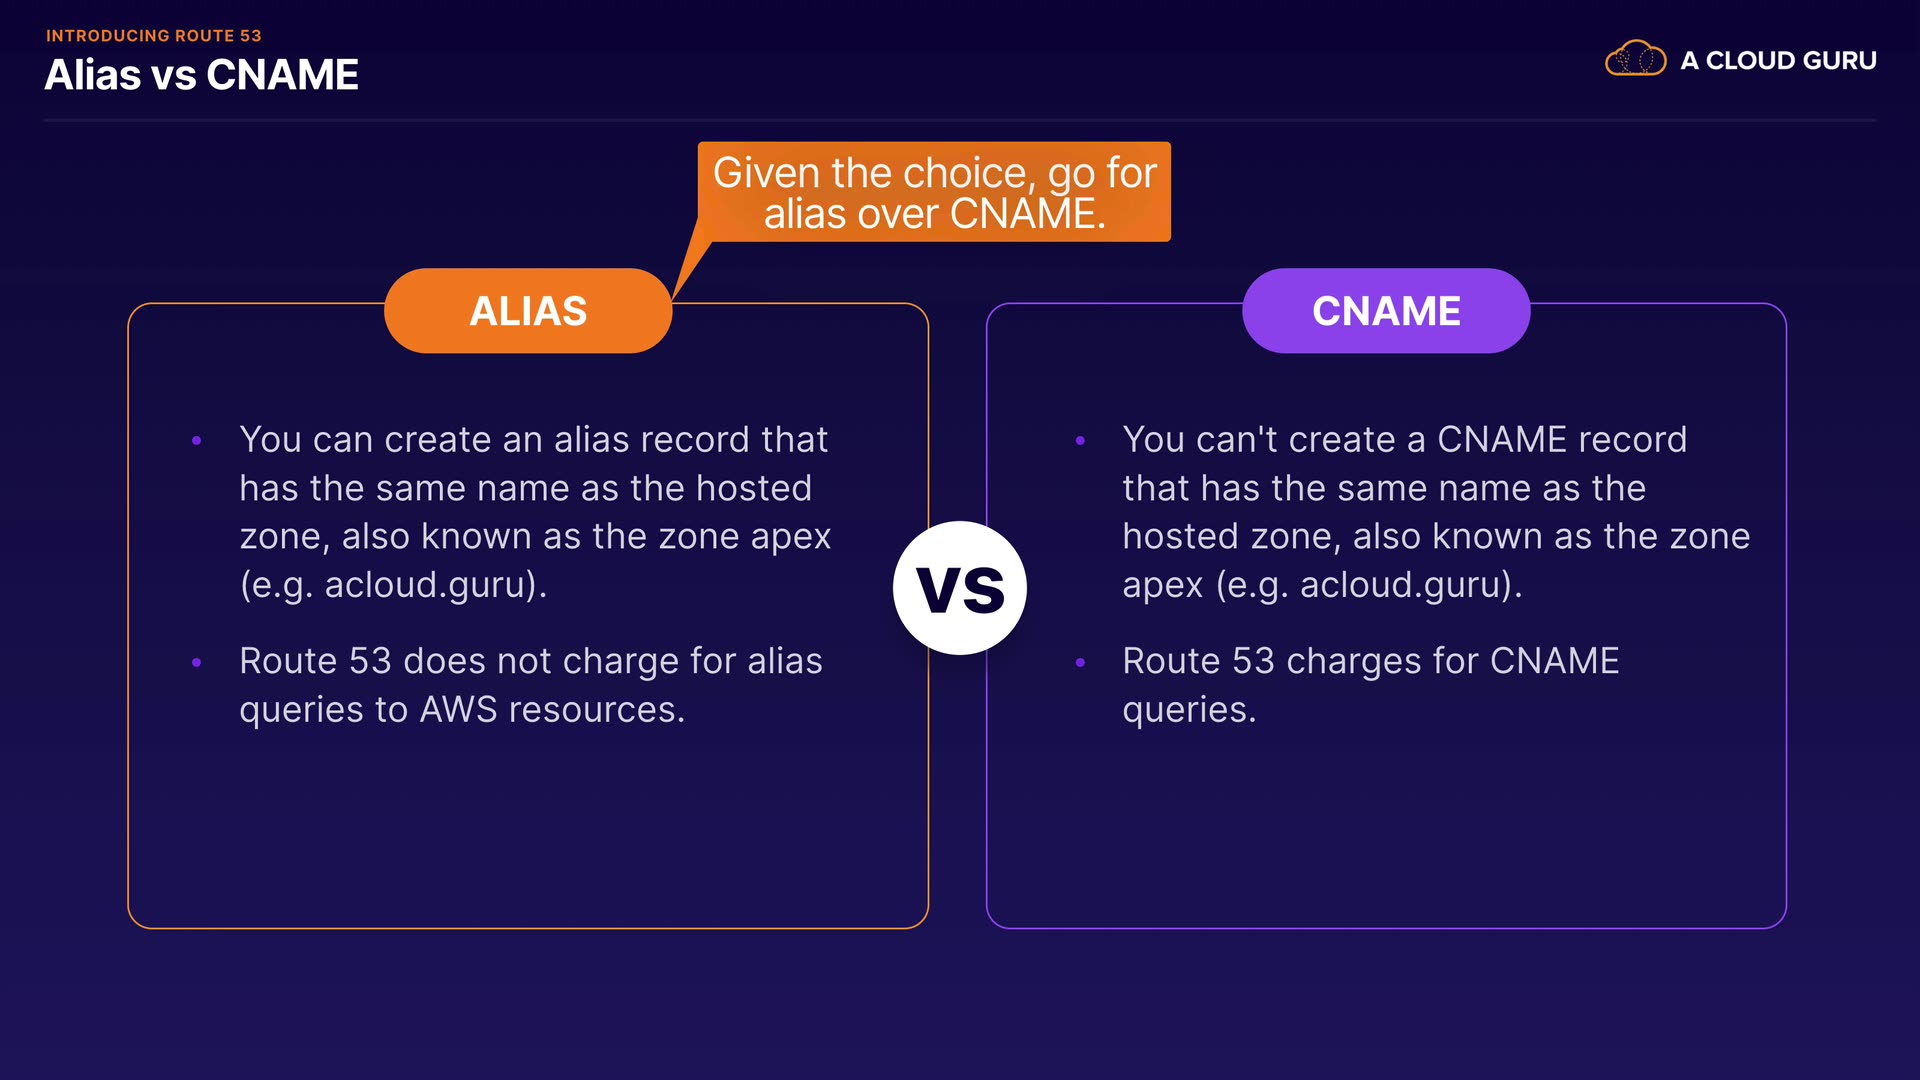 INTRODUCING ROUTE 53
Alias vs CNAME
A CLOUD GURU
Given the choice, go for
alias over CNAME.
ALIAS
• You can create an alias record that
has the same name as the hosted
zone, also known as the zone apex
(e.g. acloud.guru).
• Route 53 does not charge for alias
queries to AWS resources.
VS
CNAME
• You can't create a CNAME record
that has the same name as the
hosted zone, also known as the zone
apex (e.g. acloud.guru).
• Route 53 charges for CNAME
queries.